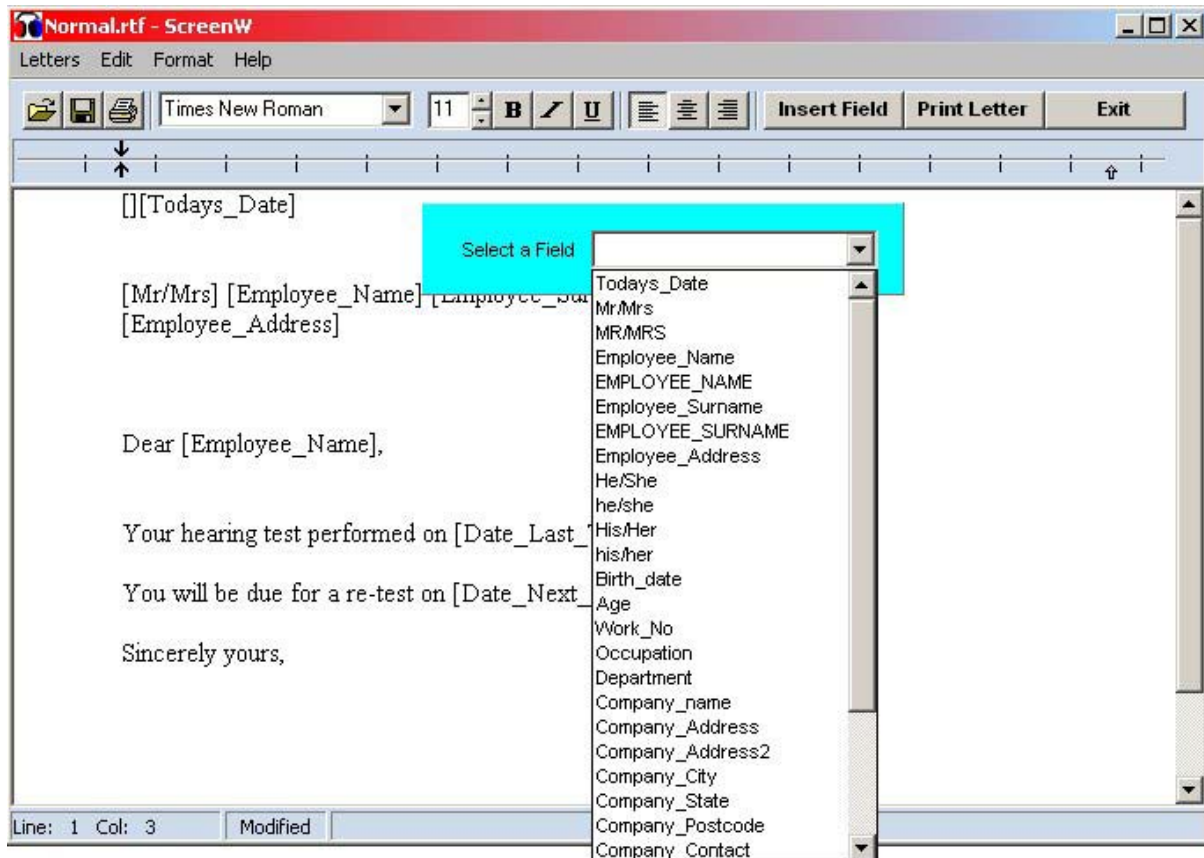 Normal.rtf - ScreenW
Letters Edit Format Help
Times New Roman 11 B I U Insert Field Print Letter Exit
[][Todays_Date]
Select a Field
[Mr/Mrs] [Employee_Name]
[Employee_Address]
Dear [Employee_Name],
Your hearing test performed on [Date_Last_
You will be due for a re-test on [Date_Next_
Sincerely yours,
Todays_Date
Mr/Mrs
MR/MRS
Employee_Name
EMPLOYEE_NAME
Employee_Surname
EMPLOYEE_SURNAME
Employee_Address
He/She
he/she
His/Her
his/her
Birth_date
Age
Work_No
Occupation
Department
Company_name
Company_Address
Company_Address2
Company_City
Company_State
Company_Postcode
Company_Contact
Line: 1 Col: 3 Modified